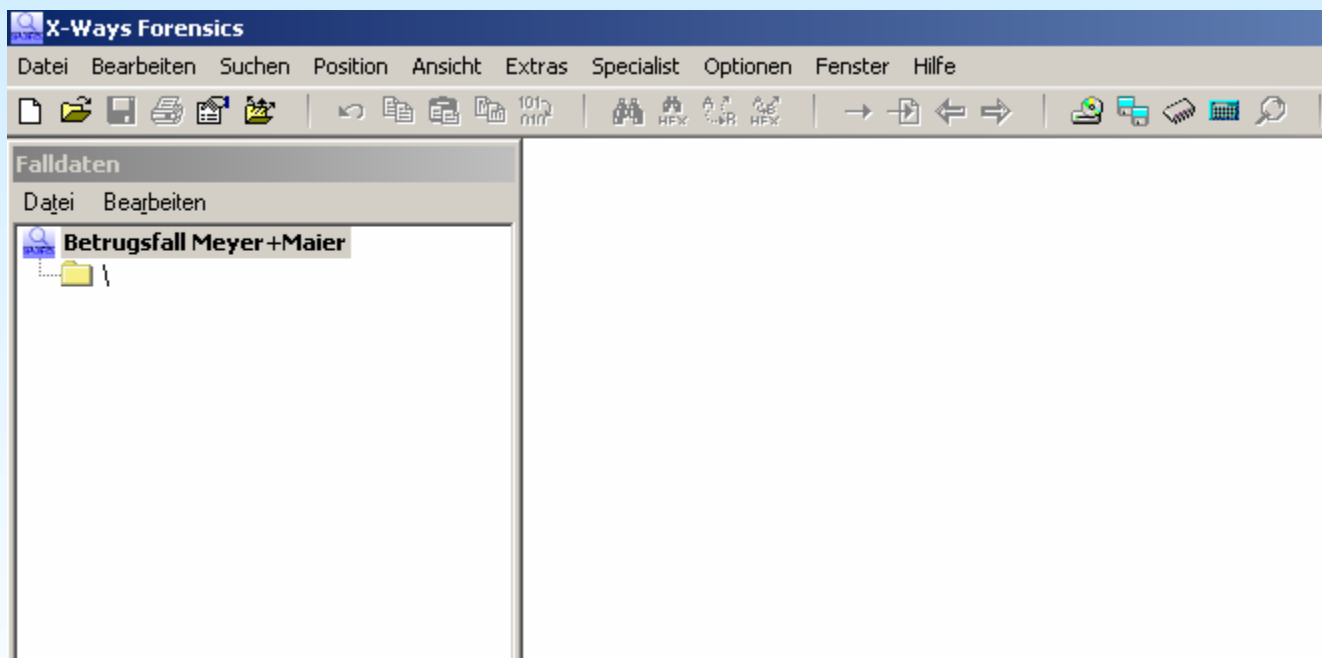 X-Ways Forensics
Datei Bearbeiten Suchen Position Ansicht Extras Specialist Optionen Fenster Hilfe
Falldaten
Datei Bearbeiten
Betrugsfall Meyer+Maier
\